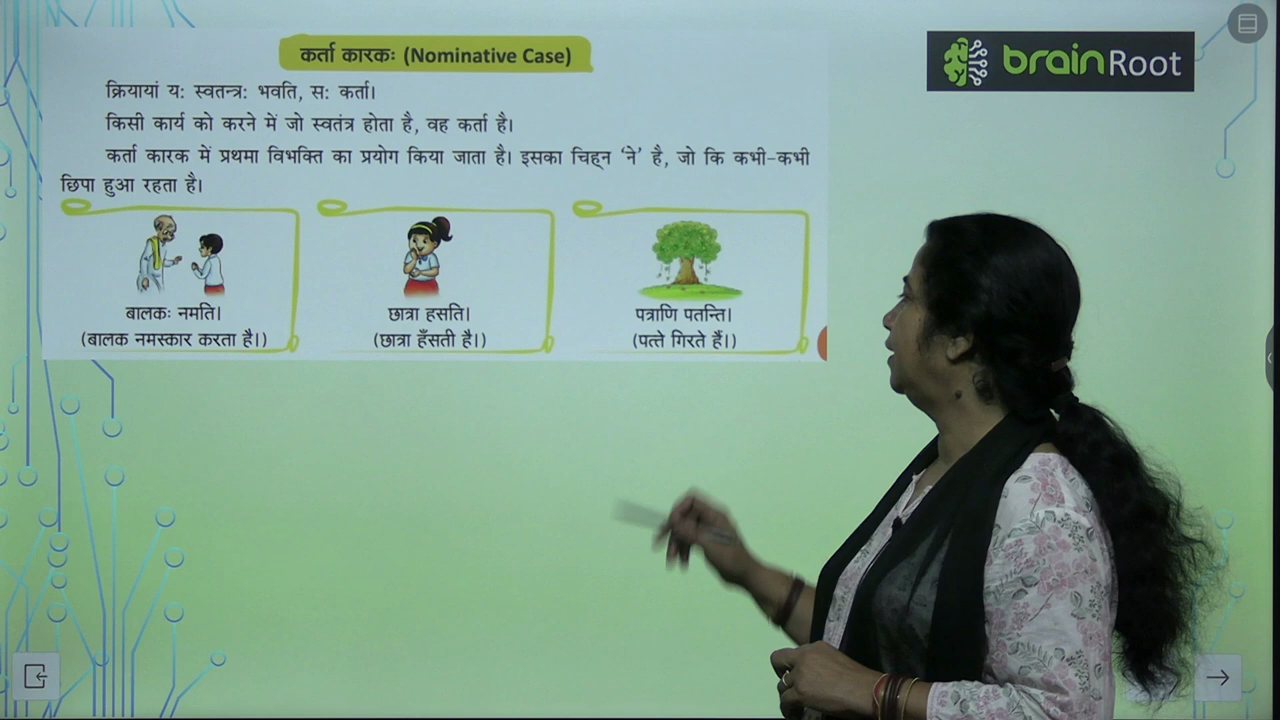 कर्ता कारकः (Nominative Case)
brainRoot
क्रियायां यः स्वतन्त्रः भवति, सः कर्ता।
किसी कार्य को करने में जो स्वतंत्र होता है, वह कर्ता है।
कर्ता कारक में प्रथमा विभक्ति का प्रयोग किया जाता है। इसका चिह्न ‘ने’ है, जो कि कभी-कभी
छिपा हुआ रहता है।
बालकः नमति।
(बालक नमस्कार करता है।)
छात्रा हसति।
(छात्रा हँसती है।)
पत्राणि पतन्ति।
(पत्ते गिरते हैं।)